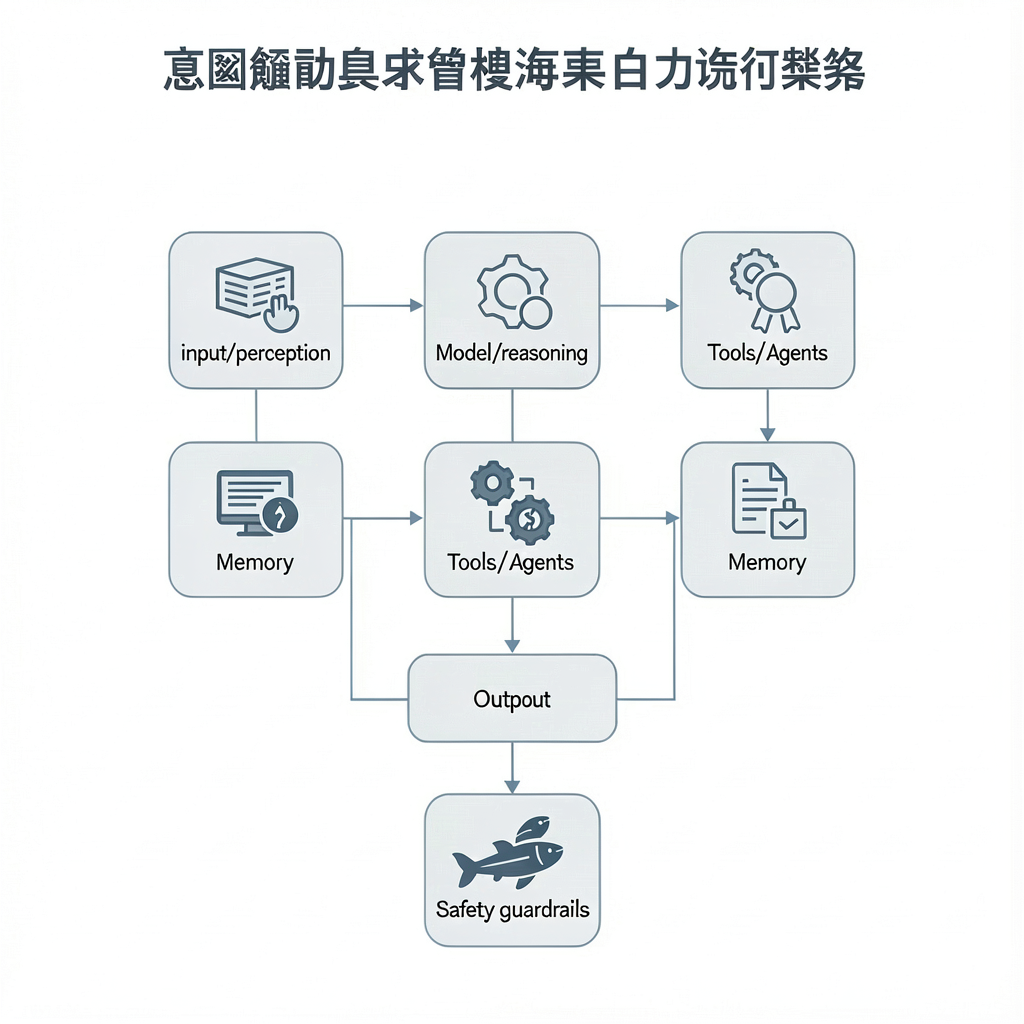 input/perception
Model/reasoning
Tools/Agents
Memory
Tools/Agents
Memory
Outpout
Safety guardrails